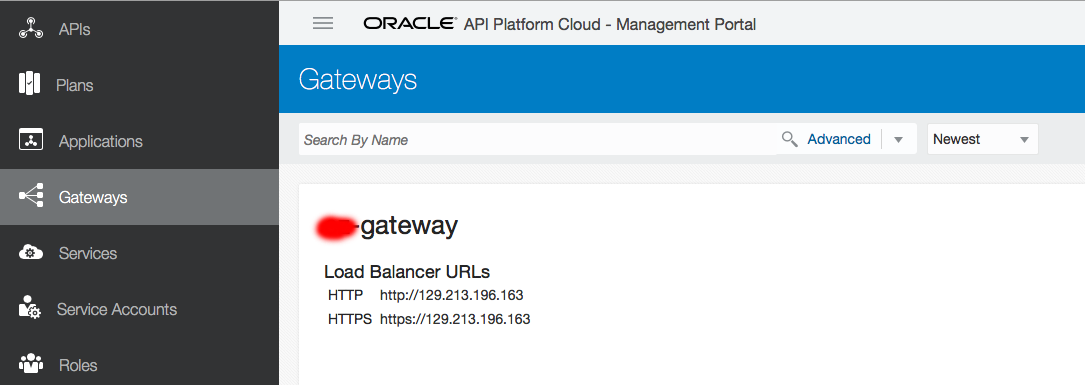 APIs
Plans
Applications
Gateways
Services
Service Accounts
Roles
ORACLE® API Platform Cloud - Management Portal
Gateways
Search By Name Advanced Newest
-gateway
Load Balancer URLs
HTTP http://129.213.196.163
HTTPS https://129.213.196.163